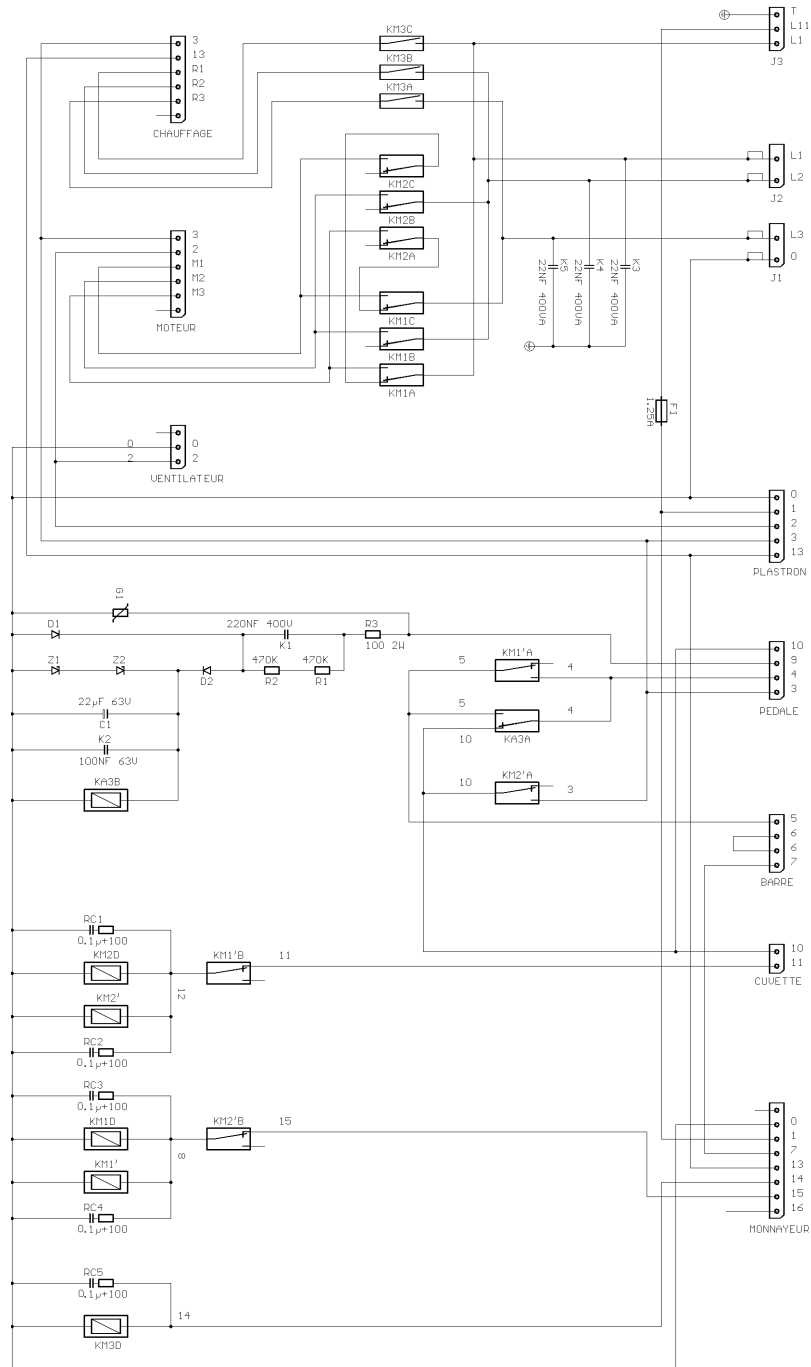 T
L11
L1
J3
KM3C
KM3B
KM3A
3
13
R1
R2
R3
CHAUFFAGE
KM2C
KM2B
KM2A
KM1C
KM1B
KM1A
L1
L2
J2
L3
0
J1
K5
22NF 400VA
K4
22NF 400VA
K3
22NF 400VA
3
2
M1
M2
M3
MOTEUR
F1
1.25A
0
2
0
2
VENTILATEUR
0
1
2
3
13
PLASTRON
G1
D1
220NF 400V
K1
R3
100 2W
Z1
Z2
D2
470K
R2
470K
R1
22µF 63V
C1
K2
100NF 63V
KA3B
5
KM1'A
4
5
4
10
KA3A
10
KM2'A
3
10
9
4
3
PEDALE
5
6
6
7
BARRE
RC1
0.1µ+100
KM2D
KM2'
RC2
0.1µ+100
12
KM1'B
11
10
11
CUVETTE
RC3
0.1µ+100
KM1D
KM1'
RC4
0.1µ+100
8
KM2'B
15
0
1
7
13
14
15
16
MONNAYEUR
RC5
0.1µ+100
KM3D
14